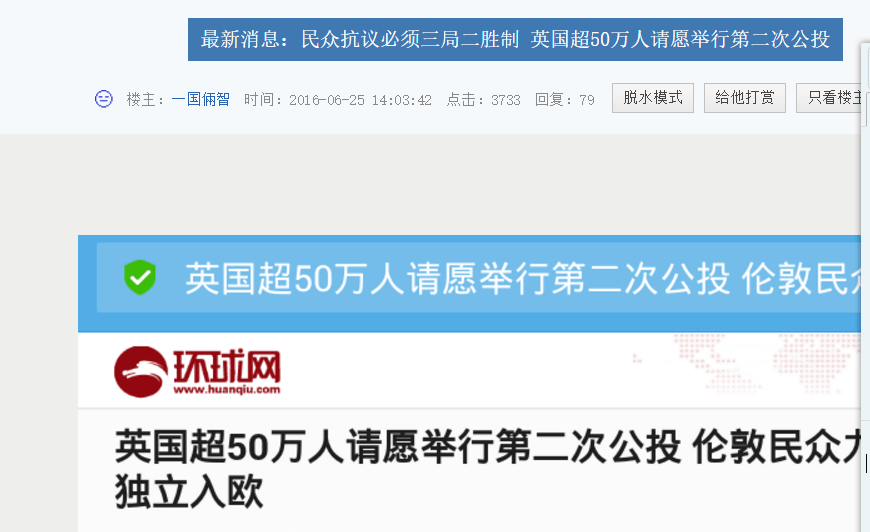 最新消息：民众抗议必须三局二胜制 英国超50万人请愿举行第二次公投
楼主：一国俩智 时间：2016-06-25 14:03:42 点击：3733 回复：79 脱水模式 给他打赏 只看楼主
英国超50万人请愿举行第二次公投 伦敦民众
环球网
www.huanqiu.com
英国超50万人请愿举行第二次公投 伦敦民众力
独立入欧